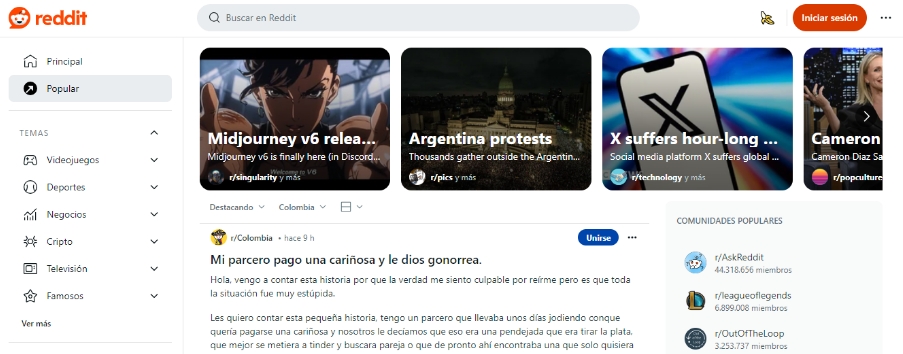 reddit
Buscar en Reddit
Iniciar sesión
Principal
Popular
TEMAS
Videojuegos
Deportes
Negocios
Cripto
Televisión
Famosos
Ver más
Midjourney v6 relea...
Midjourney v6 is finally here (in Discord...
Welcome to V6
r/singularity y más
Argentina protests
Thousands gather outside the Argentin...
r/pics y más
X suffers hour-long ...
Social media platform X suffers global ...
r/technology y más
Cameron
Cameron Diaz Sa
r/popculture
Destacando
Colombia
r/Colombia • hace 9 h
Unirse
Mi parcero pago una cariñosa y le dios gonorrea.
Hola, vengo a contar esta historia por que la verdad me siento culpable por reírme pero es que toda
la situación fue muy estúpida.
Les quiero contar esta pequeña historia, tengo un parcero que llevaba unos días jodiendo conque
quería pagarse una cariñosa y nosotros le decíamos que eso era una pendejada que era tirar la plata,
que mejor se metiera a tinder y buscara pareja o que de pronto ahí encontraba una que solo quisiera
COMUNIDADES POPULARES
r/AskReddit
44.318.656 miembros
r/leagueoflegends
6.899.008 miembros
r/OutOfTheLoop
3.253.737 miembros